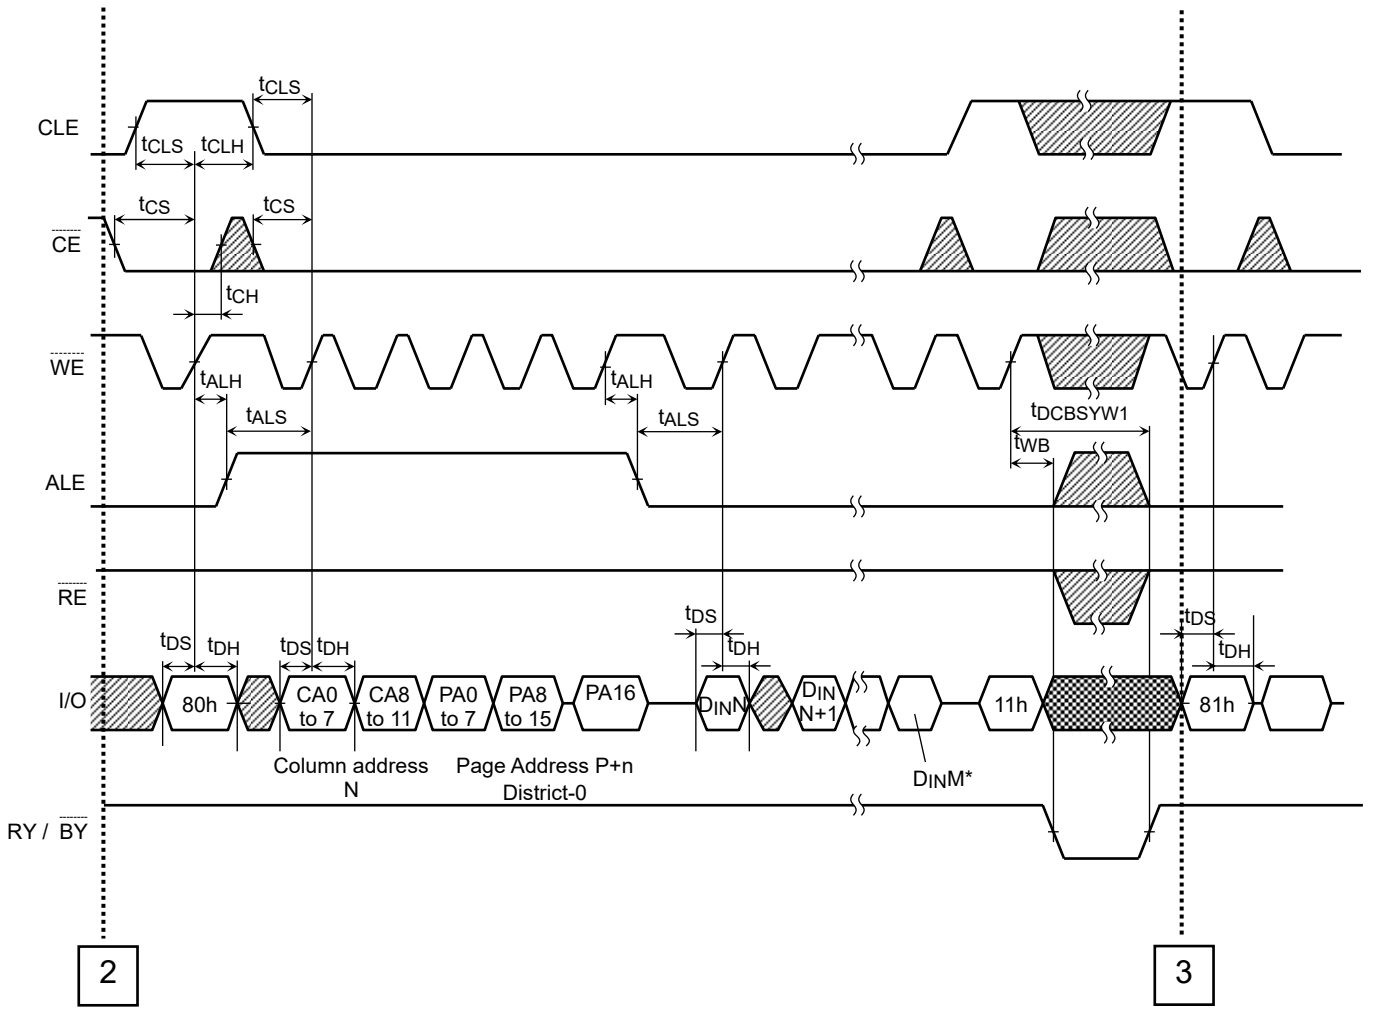 tCLS
CLE
tCLS
tCLH
tCS
tCS
CE
tCH
WE
tALH
tALH
tALS
tALS
tDCBSYW1
tWB
ALE
RE
tDS
tDH
tDS
tDH
tDS
tDH
tDS
tDH
I/O
80h
CA0
to 7
CA8
to 11
PA0
to 7
PA8
to 15
PA16
DINN
DIN
N+1
11h
81h
Column address
N
Page Address P+n
District-0
DINM*
RY / BY
2
3